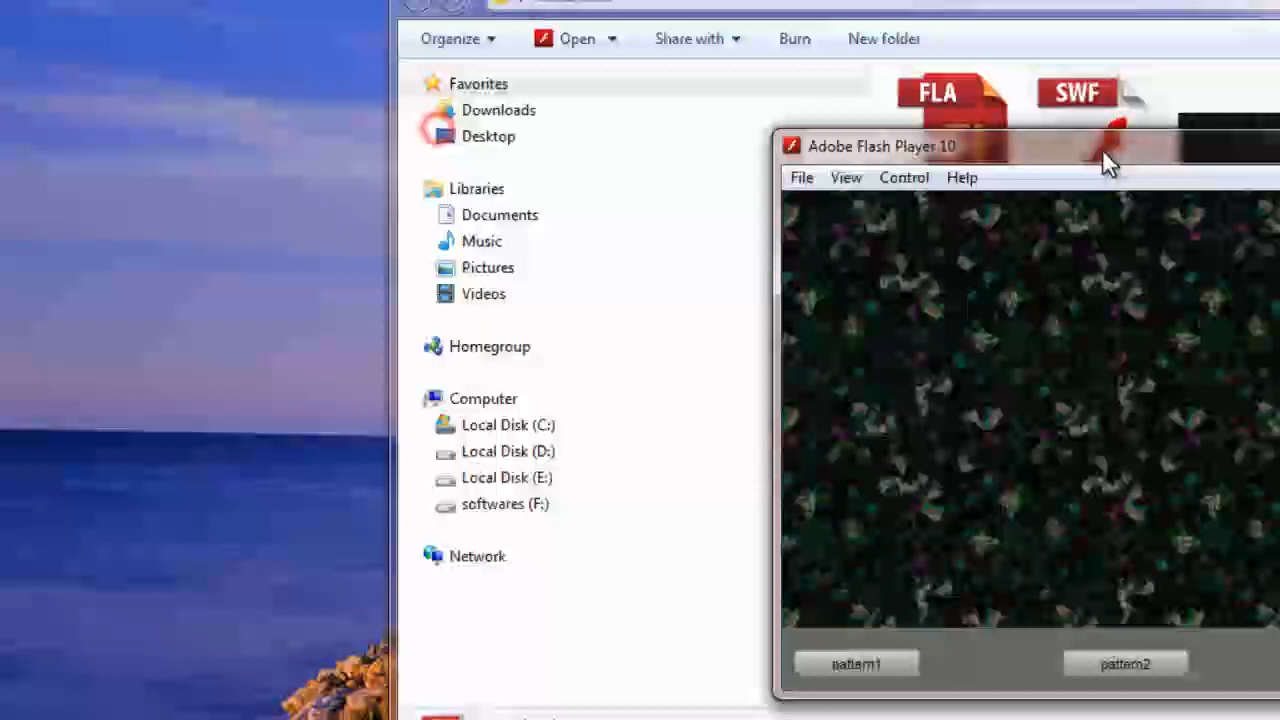 Organize
Open
Share with
Burn
New folder
Favorites
Downloads
Desktop
Libraries
Documents
Music
Pictures
Videos
Homegroup
Computer
Local Disk (C:)
Local Disk (D:)
Local Disk (E:)
softwares (F:)
Network
FLA
SWF
Adobe Flash Player 10
File View Control Help
pattern1
pattern2